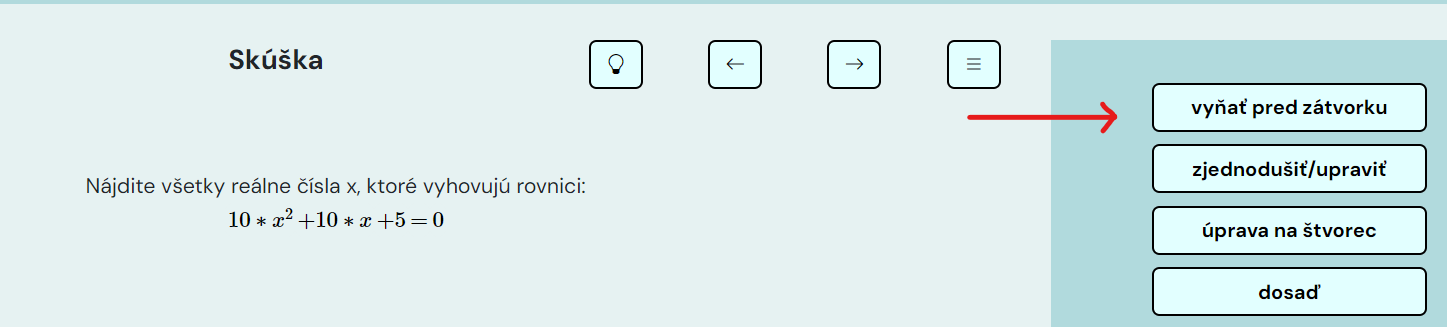 Skúška
vyňať pred zátvorku
zjednodušiť/upraviť
úprava na štvorec
dosaď
Nájdite všetky reálne čísla x, ktoré vyhovujú rovnici:
10 * x² +10 * x +5 = 0